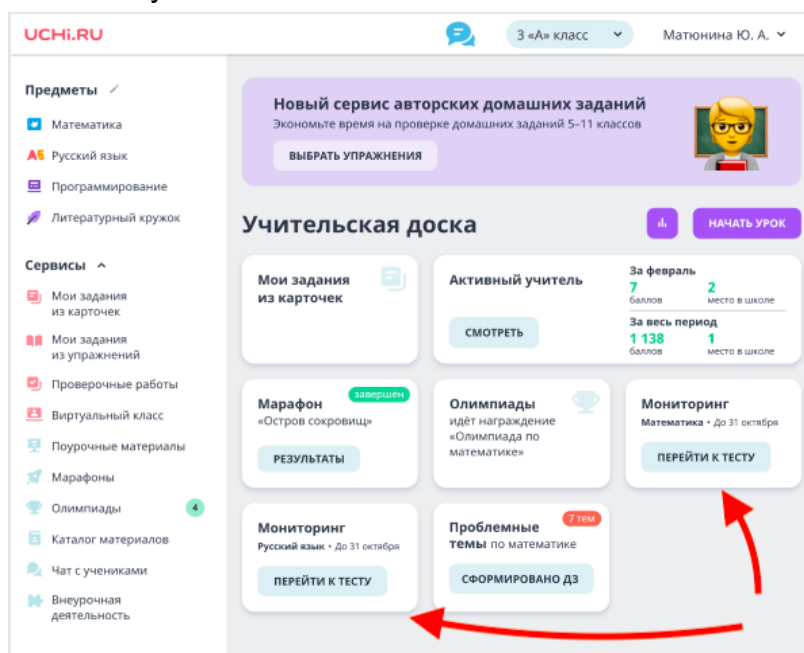 UCHi.RU
3 «А» класс
Матюнина Ю. А.
Предметы
Математика
Русский язык
Программирование
Литературный кружок
Сервисы
Мои задания
из карточек
Мои задания
из упражнений
Проверочные работы
Виртуальный класс
Поурочные материалы
Марафоны
Олимпиады 4
Каталог материалов
Чат с учениками
Внеурочная
деятельность
Новый сервис авторских домашних заданий
Экономьте время на проверке домашних заданий 5–11 классов
ВЫБРАТЬ УПРАЖНЕНИЯ
Учительская доска
НАЧАТЬ УРОК
Мои задания
из карточек
Активный учитель
СМОТРЕТЬ
За февраль
7 2
баллов место в школе
За весь период
1 138 1
баллов место в школе
завершён
Марафон
«Остров сокровищ»
РЕЗУЛЬТАТЫ
Олимпиады
идёт награждение
«Олимпиада по
математике»
Мониторинг
Математика • До 31 октября
ПЕРЕЙТИ К ТЕСТУ
Мониторинг
Русский язык • До 31 октября
ПЕРЕЙТИ К ТЕСТУ
7 тем
Проблемные
темы по математике
СФОРМИРОВАНО ДЗ